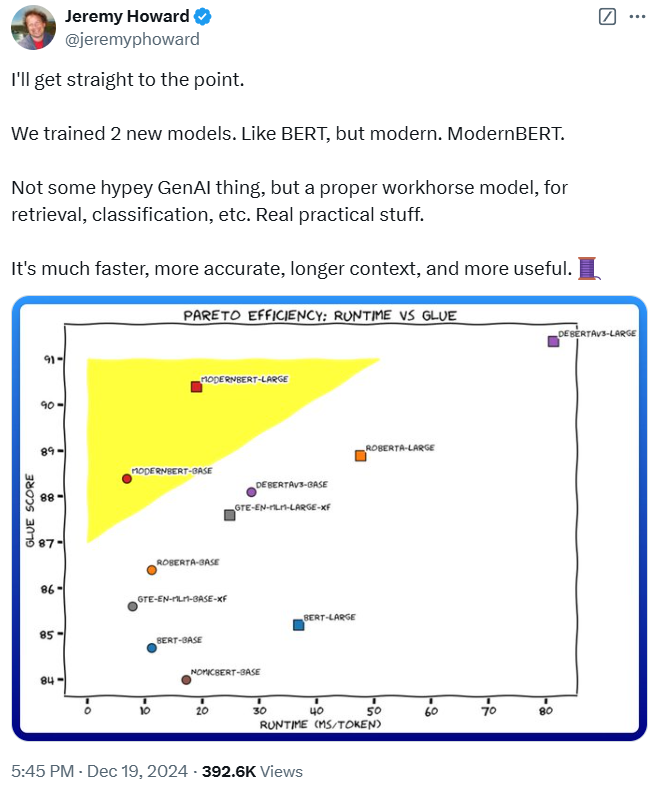 Jeremy Howard
@jeremyphoward
I'll get straight to the point.
We trained 2 new models. Like BERT, but modern. ModernBERT.
Not some hypey GenAI thing, but a proper workhorse model, for
retrieval, classification, etc. Real practical stuff.
It's much faster, more accurate, longer context, and more useful.
PARETO EFFICIENCY: RUNTIME VS GLUE
DEBERTAV3-LARGE
91
MODERNBERT-LARGE
90
ROBERTA-LARGE
89
MODERNBERT-BASE
DEBERTAV3-BASE
88
GTE-EN-MLM-LARGE-XF
GLUE SCORE
87
ROBERTA-BASE
86
GTE-EN-MLM-BASE-XF
BERT-LARGE
85
BERT-BASE
NOMICBERT-BASE
84
0 10 20 30 40 50 60 70 80
RUNTIME (MS/TOKEN)
5:45 PM · Dec 19, 2024 · 392.6K Views